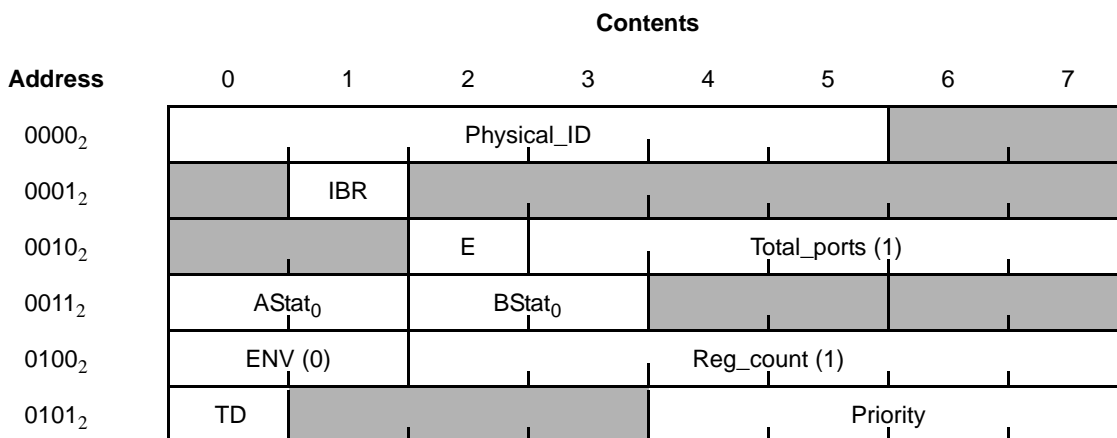 Contents
Address 0 1 2 3 4 5 6 7
0000₂ Physical_ID
0001₂ IBR
0010₂ E Total_ports (1)
0011₂ AStat₀ BStat₀
0100₂ ENV (0) Reg_count (1)
0101₂ TD Priority